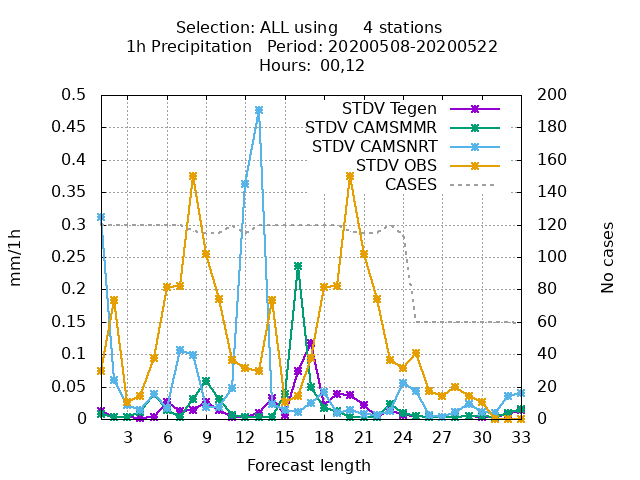 Selection: ALL using 4 stations
1h Precipitation Period: 20200508-20200522
Hours: 00,12
0.5
0.45
0.4
0.35
0.3
0.25
0.2
0.15
0.1
0.05
0
mm/1h
STDV Tegen
STDV CAMSMMR
STDV CAMSNRT
STDV OBS
CASES
200
180
160
140
120
100
80
60
40
20
0
No cases
3 6 9 12 15 18 21 24 27 30 33
Forecast length